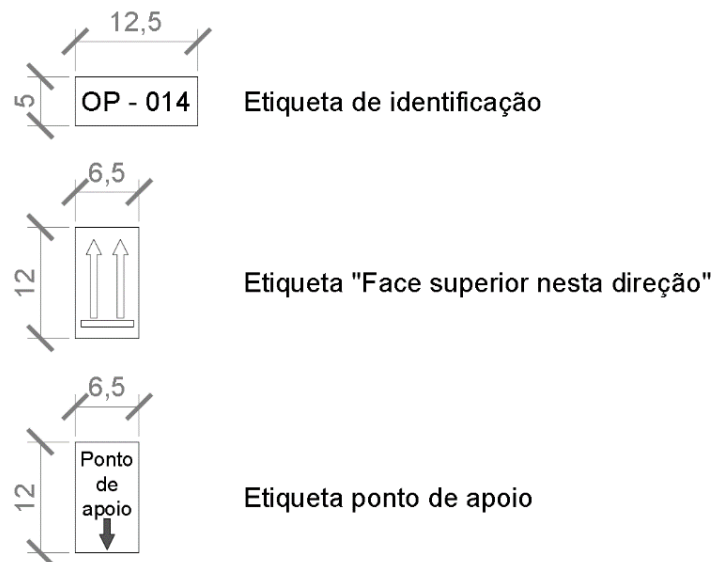 12,5
5
OP - 014
Etiqueta de identificação
6,5
12
Etiqueta "Face superior nesta direção"
6,5
12
Ponto
de
apoio
Etiqueta ponto de apoio